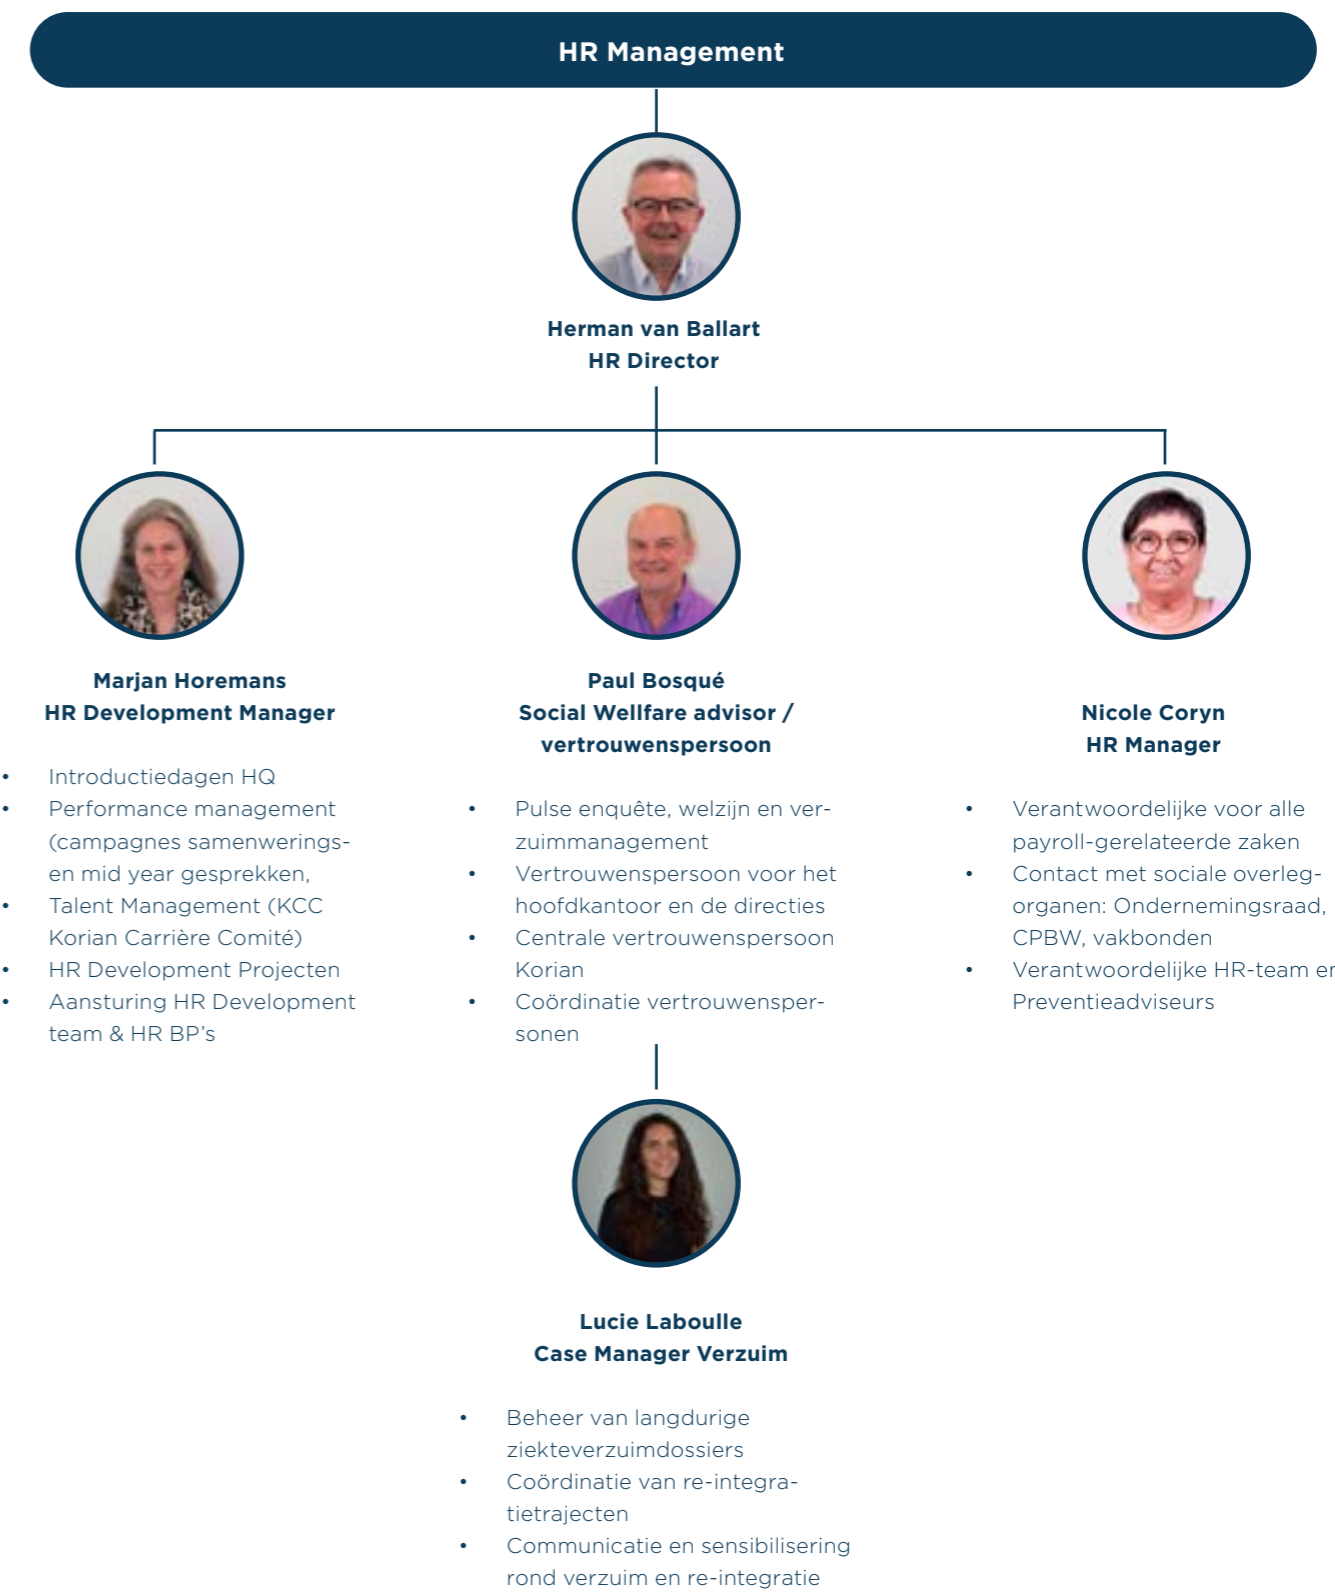 HR Management
Herman van Ballart
HR Director
Marjan Horemans
HR Development Manager
• Introductiedagen HQ
• Performance management
(campagnes samenwerings-
en mid year gesprekken,
• Talent Management (KCC
Korian Carrière Comité)
• HR Development Projecten
• Aansturing HR Development
team & HR BP's
Paul Bosqué
Social Wellfare advisor /
vertrouwenspersoon
• Pulse enquête, welzijn en ver-
zuimmanagement
• Vertrouwenspersoon voor het
hoofdkantoor en de directies
• Centrale vertrouwenspersoon
Korian
• Coördinatie vertrouwensper-
sonen
Nicole Coryn
HR Manager
• Verantwoordelijke voor alle
payroll-gerelateerde zaken
• Contact met sociale overleg-
organen: Ondernemingsraad,
CPBW, vakbonden
• Verantwoordelijke HR-team en
Preventieadviseurs
Lucie Laboulle
Case Manager Verzuim
• Beheer van langdurige
ziekteverzuimdossiers
• Coördinatie van re-integra-
tietrajecten
• Communicatie en sensibilisering
rond verzuim en re-integratie